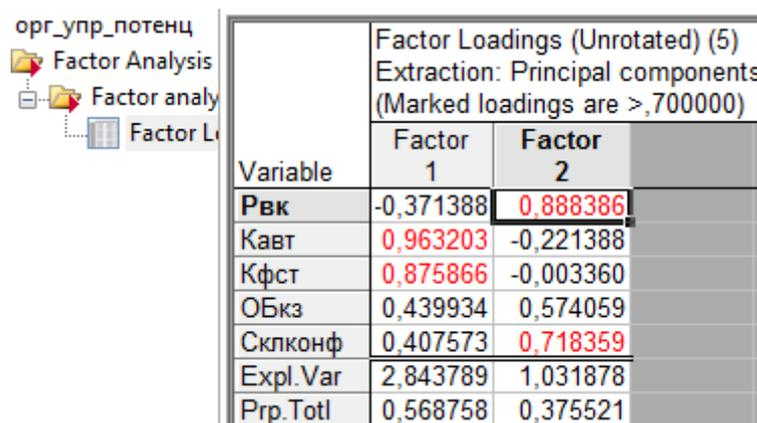 орг_упр_потенц
Factor Analysis
Factor analy
Factor L
Factor Loadings (Unrotated) (5)
Extraction: Principal components
(Marked loadings are >,700000)
Variable Factor 1 Factor 2
Рвк -0,371388 0,888386
Кавт 0,963203 -0,221388
Кфст 0,875866 -0,003360
ОБкз 0,439934 0,574059
Склконф 0,407573 0,718359
Expl.Var 2,843789 1,031878
Prp.Totl 0,568758 0,375521